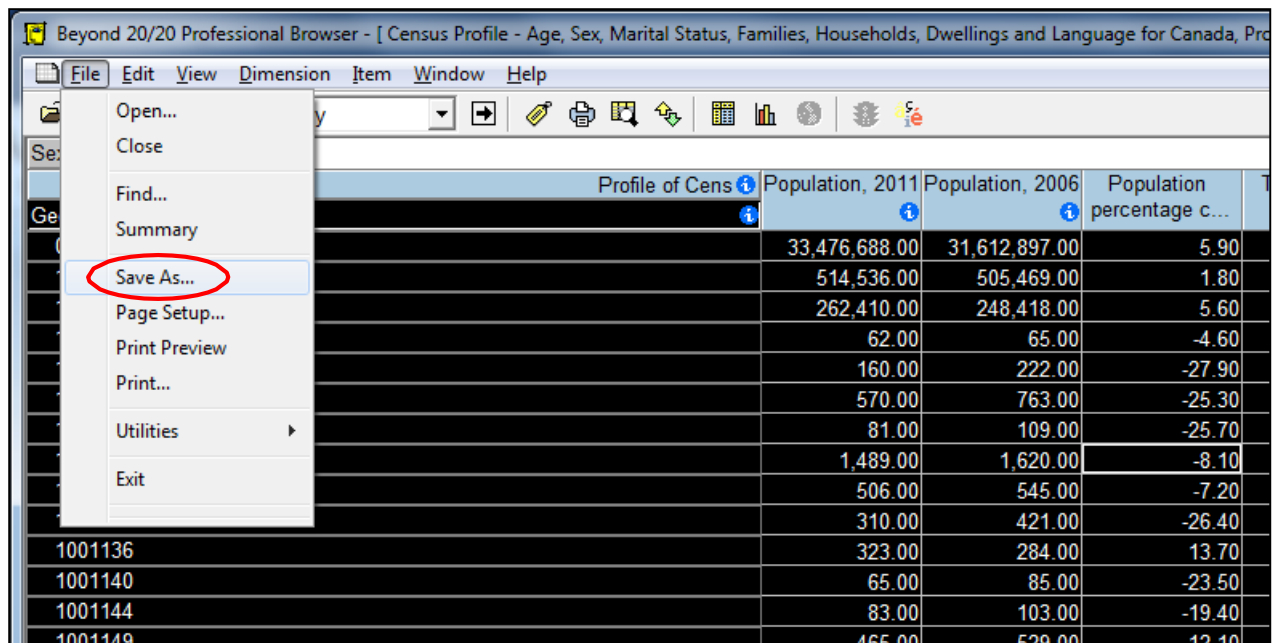 Beyond 20/20 Professional Browser - [ Census Profile - Age, Sex, Marital Status, Families, Households, Dwellings and Language for Canada,
File Edit View Dimension Item Window Help
Open...
Close
Find...
Summary
Save As...
Page Setup...
Print Preview
Print...
Utilities
Exit
Profile of Cens Population, 2011 Population, 2006 Population
percentage c...
33,476,688.00 31,612,897.00 5.90
514,536.00 505,469.00 1.80
262,410.00 248,418.00 5.60
62.00 65.00 -4.60
160.00 222.00 -27.90
570.00 763.00 -25.30
81.00 109.00 -25.70
1,489.00 1,620.00 -8.10
506.00 545.00 -7.20
310.00 421.00 -26.40
1001136 323.00 284.00 13.70
1001140 65.00 85.00 -23.50
1001144 83.00 103.00 -19.40
1001149 465.00 529.00 -12.10